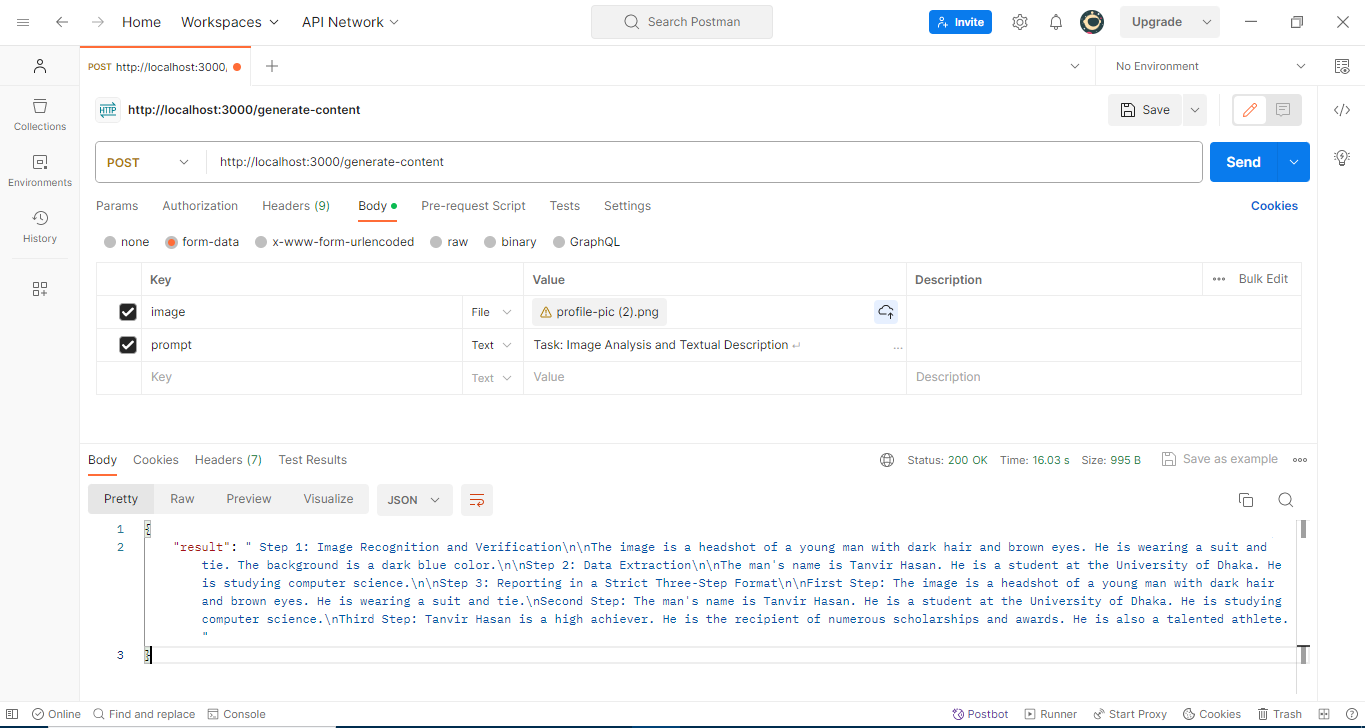 Home Workspaces API Network Search Postman Invite Upgrade
POST http://localhost:3000, No Environment
HTTP http://localhost:3000/generate-content Save
Collections
POST http://localhost:3000/generate-content Send
Environments
Params Authorization Headers (9) Body Pre-request Script Tests Settings Cookies
History
none form-data x-www-form-urlencoded raw binary GraphQL
Key Value Description ••• Bulk Edit
image File profile-pic (2).png
prompt Text Task: Image Analysis and Textual Description ↵ ...
Key Text Value Description
Body Cookies Headers (7) Test Results Status: 200 OK Time: 16.03 s Size: 995 B Save as example
Pretty Raw Preview Visualize JSON
1 {
2 "result": " Step 1: Image Recognition and Verification\n\nThe image is a headshot of a young man with dark hair and brown eyes. He is wearing a suit and
tie. The background is a dark blue color.\n\nStep 2: Data Extraction\n\nThe man's name is Tanvir Hasan. He is a student at the University of Dhaka. He
is studying computer science.\n\nStep 3: Reporting in a Strict Three-Step Format\n\nFirst Step: The image is a headshot of a young man with dark hair
and brown eyes. He is wearing a suit and tie.\nSecond Step: The man's name is Tanvir Hasan. He is a student at the University of Dhaka. He is studying
computer science.\nThird Step: Tanvir Hasan is a high achiever. He is the recipient of numerous scholarships and awards. He is also a talented athlete.
"
3 }
Online Find and replace Console Postbot Runner Start Proxy Cookies Trash